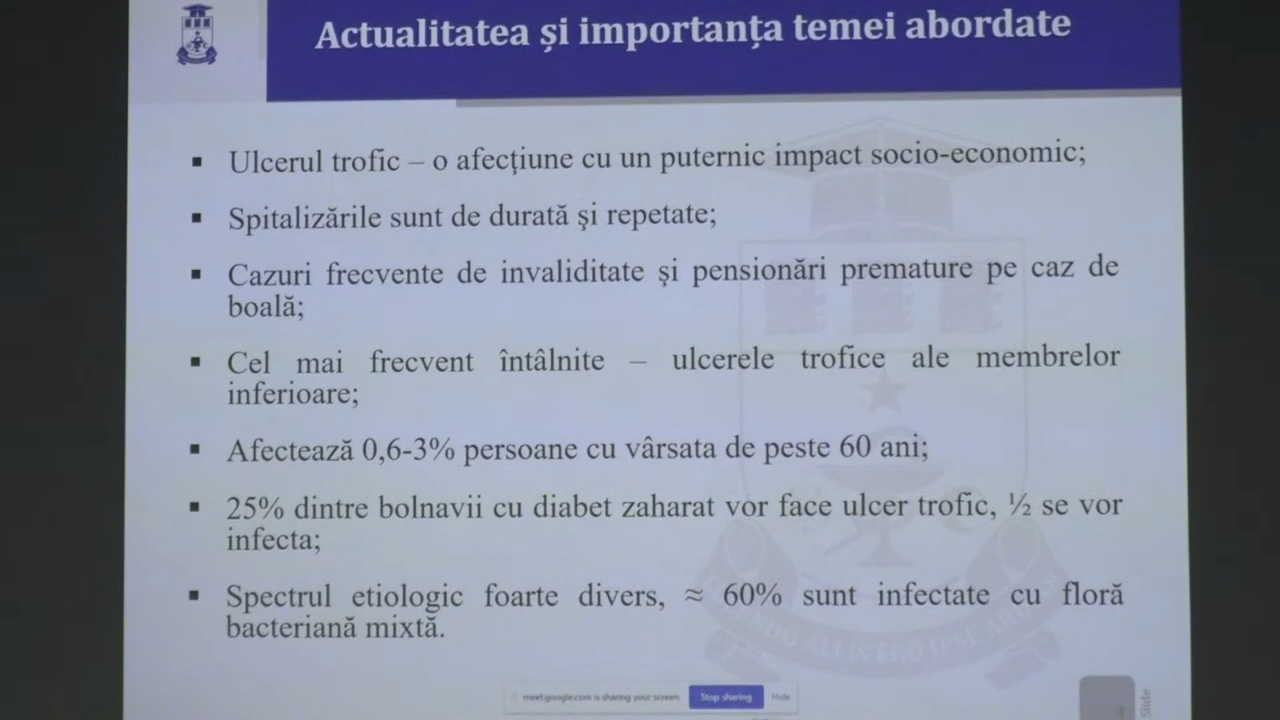 Actualitatea și importanța temei abordate
▪ Ulcerul trofic – o afecţiune cu un puternic impact socio-economic;
▪ Spitalizările sunt de durată şi repetate;
▪ Cazuri frecvente de invaliditate şi pensionări premature pe caz de
boală;
▪ Cel mai frecvent întâlnite – ulcerele trofice ale membrelor
inferioare;
▪ Afectează 0,6-3% persoane cu vârsata de peste 60 ani;
▪ 25% dintre bolnavii cu diabet zaharat vor face ulcer trofic, ½ se vor
infecta;
▪ Spectrul etiologic foarte divers, ≈ 60% sunt infectate cu floră
bacteriană mixtă.
meet.google.com is sharing your screen. Stop sharing Hide
Slide